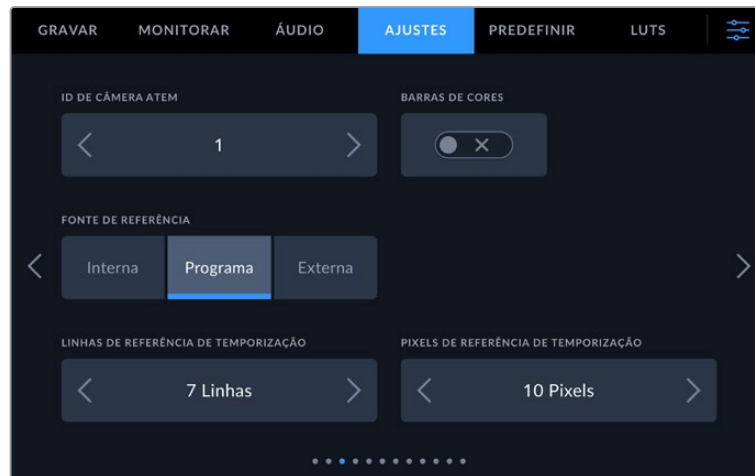 GRAVAR MONITORAR ÁUDIO AJUSTES PREDEFINIR LUTS
ID DE CÂMERA ATEM BARRAS DE CORES
1
FONTE DE REFERÊNCIA
Interna Programa Externa
LINHAS DE REFERÊNCIA DE TEMPORIZAÇÃO PIXELS DE REFERÊNCIA DE TEMPORIZAÇÃO
7 Linhas 10 Pixels